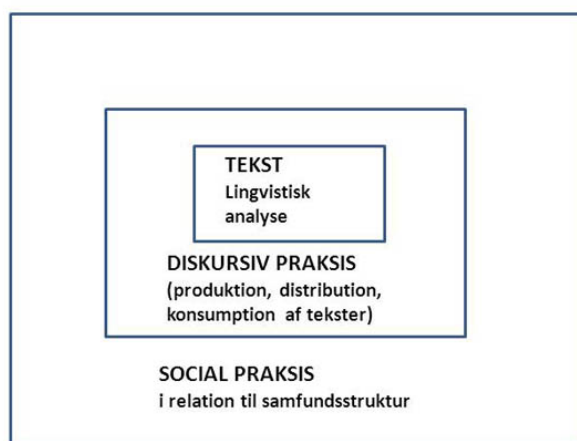 TEKST
Lingvistisk
analyse
DISKURSIV PRAKSIS
(produktion, distribution,
konsumption af tekster)
SOCIAL PRAKSIS
i relation til samfundsstruktur